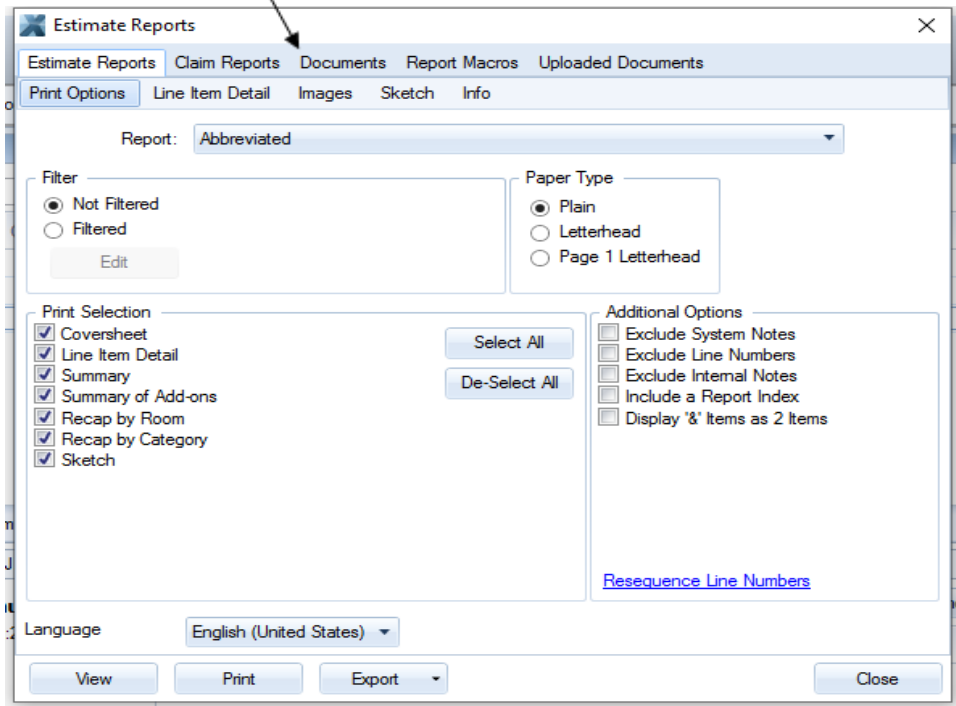 Estimate Reports
Estimate Reports Claim Reports Documents Report Macros Uploaded Documents
Print Options Line Item Detail Images Sketch Info
Report: Abbreviated
Filter
Not Filtered
Filtered
Edit
Paper Type
Plain
Letterhead
Page 1 Letterhead
Print Selection
Coversheet
Line Item Detail
Summary
Summary of Add-ons
Recap by Room
Recap by Category
Sketch
Select All
De-Select All
Additional Options
Exclude System Notes
Exclude Line Numbers
Exclude Internal Notes
Include a Report Index
Display '&' Items as 2 Items
Resequence Line Numbers
Language English (United States)
View Print Export Close